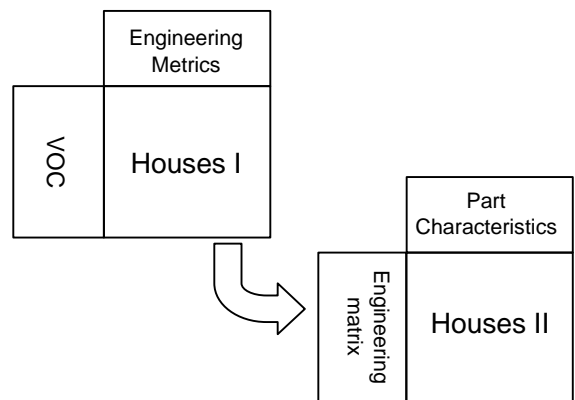 Engineering
Metrics
VOC
Houses I
Part
Characteristics
Engineering
matrix
Houses II